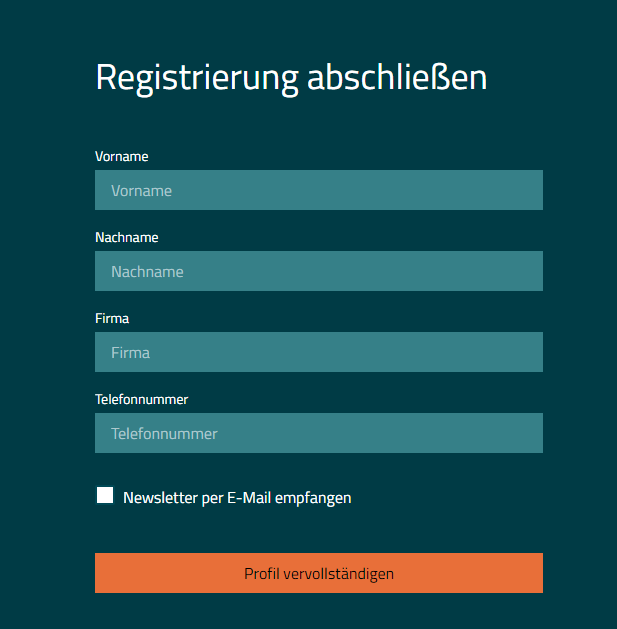 Registrierung abschließen
Vorname
Vorname
Nachname
Nachname
Firma
Firma
Telefonnummer
Telefonnummer
Newsletter per E-Mail empfangen
Profil vervollständigen